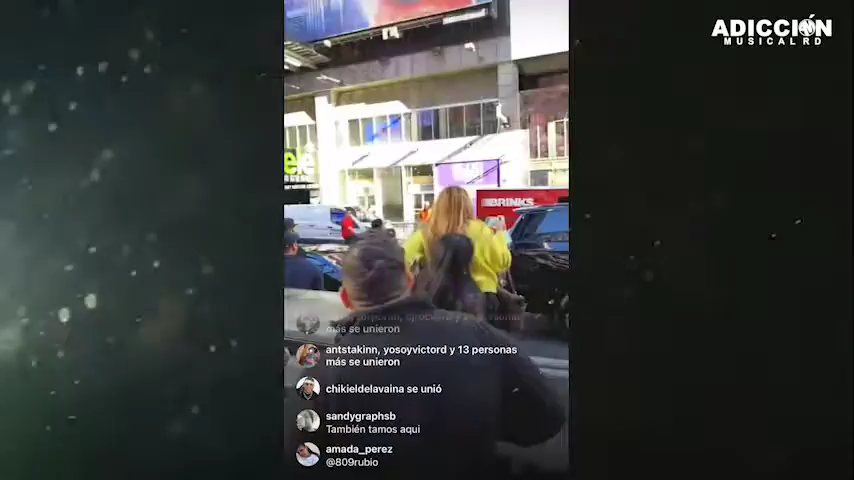 ADICCIÓN
MUSICAL RD
BRINKS
más se unieron
antstakinn, yosoyvictord y 13 personas
más se unieron
chikieldelavaina se unió
sandygraphsb
También tamos aqui
amada_perez
@809rubio